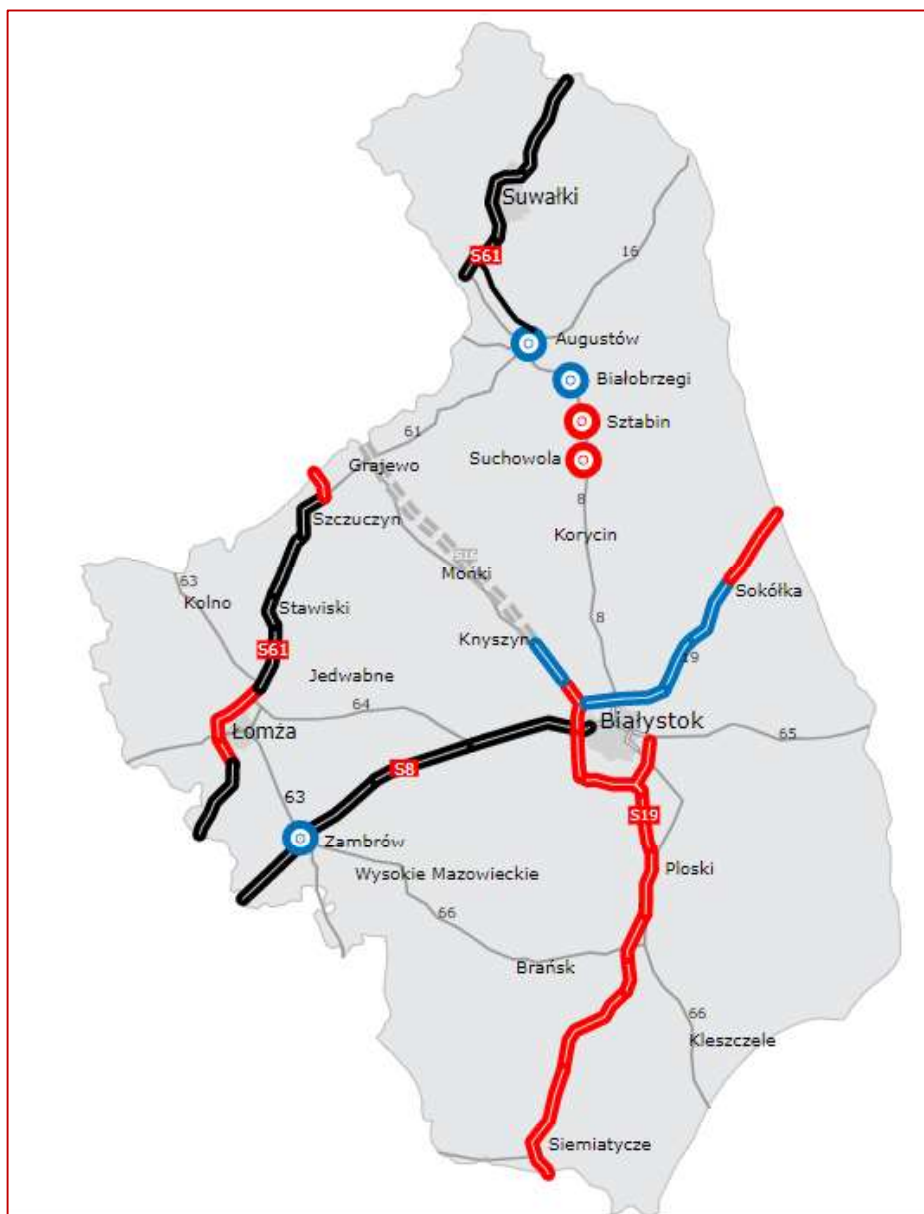 Suwałki
S61
16
Augustów
Białobrzegi
Sztabin
61
Suchowola
Grajewo
8
Szczuczyn
Korycin
S16
Mońki
63
Sokółka
Kolno
Stawiski
8
Knyszyn
S61
19
Jedwabne
64
Białystok
Łomża
65
S8
63
S19
Zambrów
Ploski
Wysokie Mazowieckie
66
Brańsk
66
Kleszczele
Siemiatycze